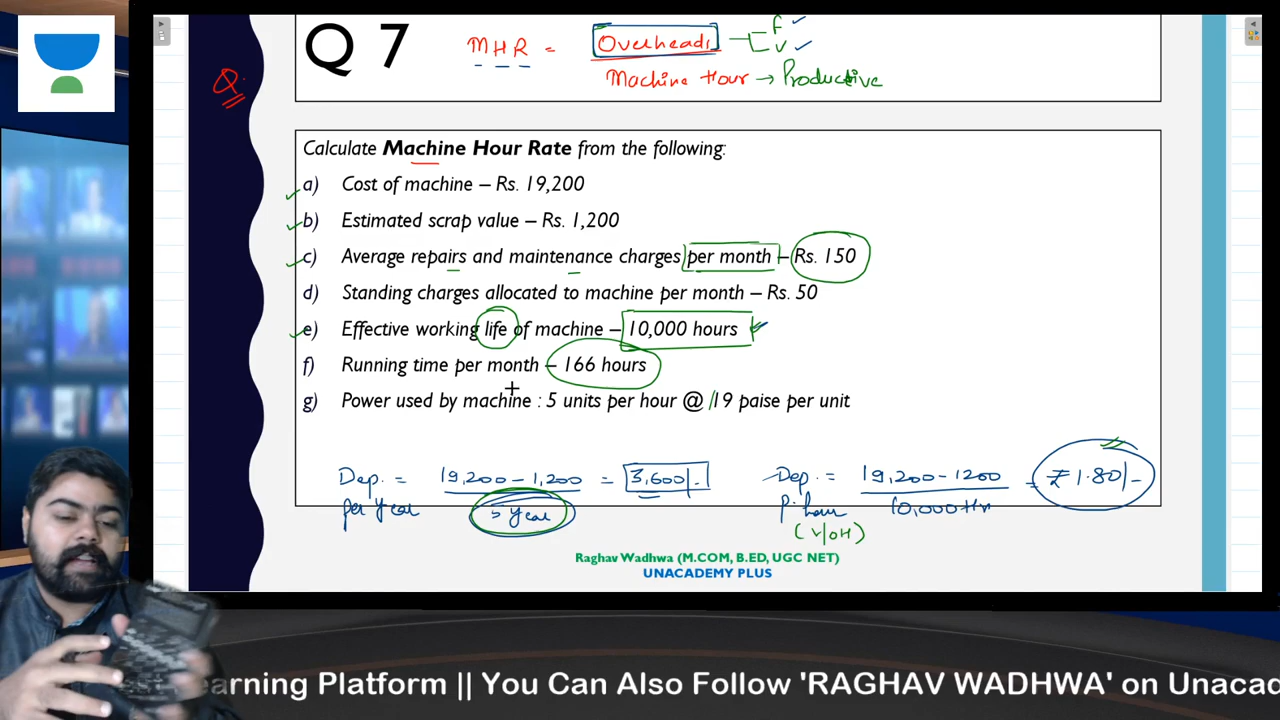 Q 7
MHR = Overheads
f
v
Machine Hour → Productive
Q.
Calculate Machine Hour Rate from the following:
a) Cost of machine – Rs. 19,200
b) Estimated scrap value – Rs. 1,200
c) Average repairs and maintenance charges per month – Rs. 150
d) Standing charges allocated to machine per month – Rs. 50
e) Effective working life of machine – 10,000 hours
f) Running time per month – 166 hours
g) Power used by machine : 5 units per hour @ 19 paise per unit
Dep. = 19,200-1,200 = 3,600/-
per year 5 year
Dep. = 19,200-1200 = ₹1.80/-
p. hour 10,000 Hr
(V/OH)
Raghav Wadhwa (M.COM, B.ED, UGC NET)
UNACADEMY PLUS
earning Platform || You Can Also Follow 'RAGHAV WADHWA' on Unacad